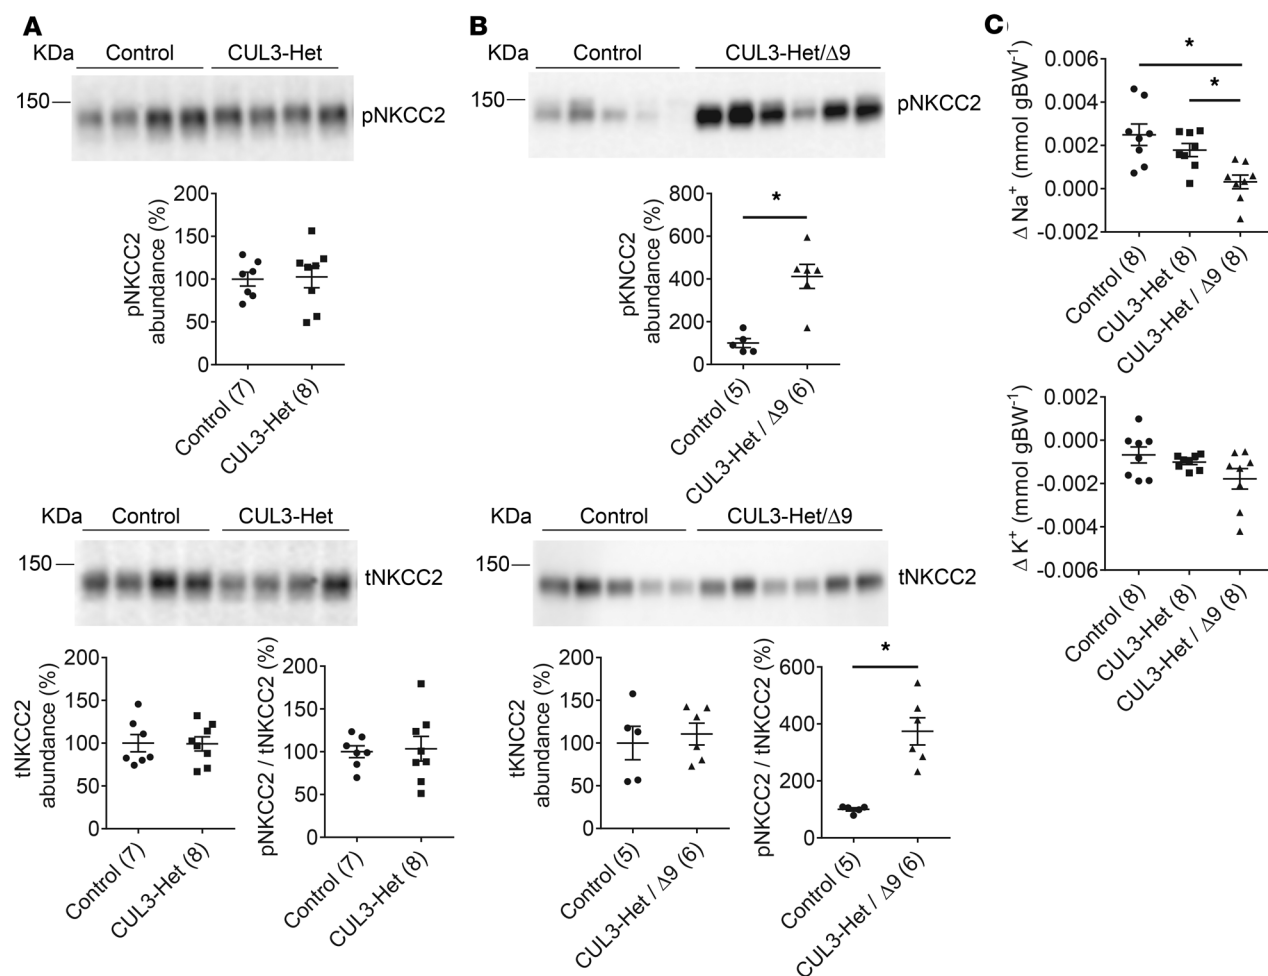 A
KDa
Control
CUL3-Het
150
pNKCC2
pNKCC2
abundance (%)
200
150
100
50
0
Control (7)
CUL3-Het (8)
KDa
Control
CUL3-Het
150
tNKCC2
tNKCC2
abundance (%)
200
150
100
50
0
Control (7)
CUL3-Het (8)
pNKCC2 / tNKCC2 (%)
200
150
100
50
0
Control (7)
CUL3-Het (8)
B
KDa
Control
CUL3-Het/Δ9
150
pNKCC2
pKNCC2
abundance (%)
800
600
400
200
0
*
Control (5)
CUL3-Het / Δ9 (6)
KDa
Control
CUL3-Het/Δ9
150
tNKCC2
tKNCC2
abundance (%)
200
150
100
50
0
Control (5)
CUL3-Het / Δ9 (6)
pNKCC2 / tNKCC2 (%)
600
400
200
0
*
Control (5)
CUL3-Het / Δ9 (6)
C
Δ Na⁺ (mmol gBW⁻¹)
0.006
0.004
0.002
0.000
-0.002
*
*
Control (8)
CUL3-Het (8)
CUL3-Het / Δ9 (8)
Δ K⁺ (mmol gBW⁻¹)
0.002
0.000
-0.002
-0.004
-0.006
Control (8)
CUL3-Het (8)
CUL3-Het / Δ9 (8)